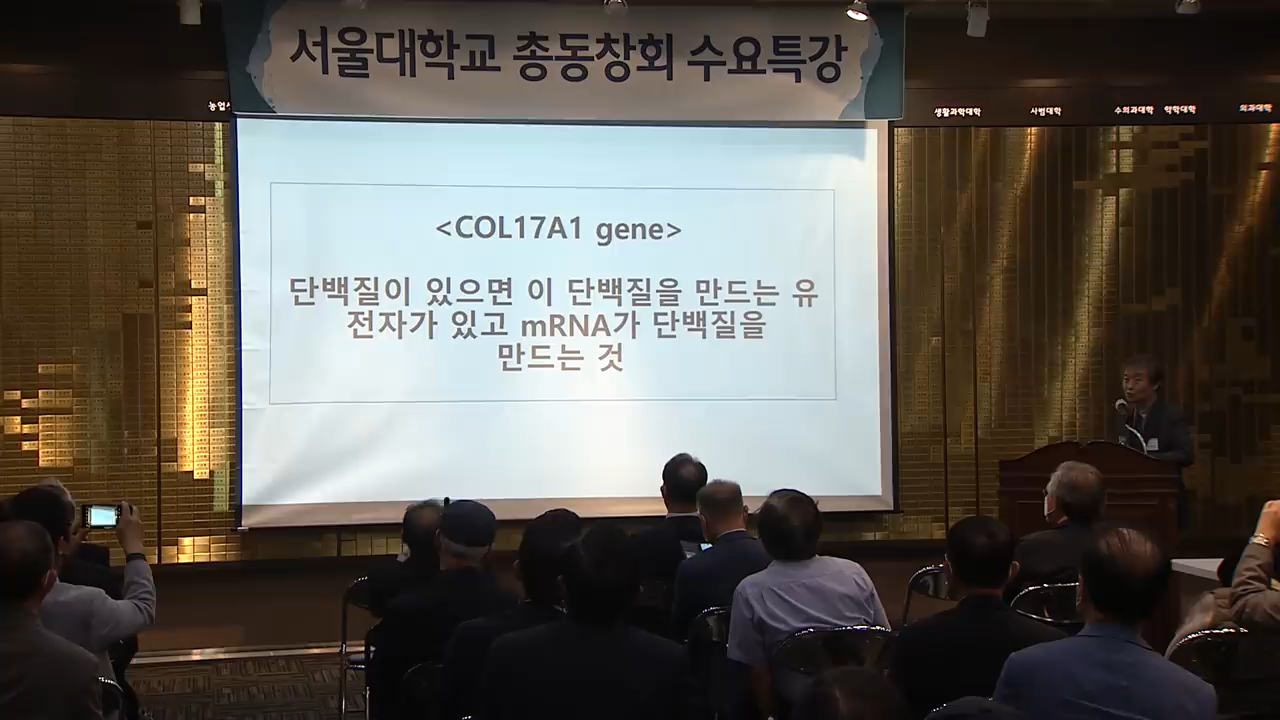 서울대학교 총동창회 수요특강
농업
생활과학대학
사범대학
수의과대학
약학대학
의과대학
<COL17A1 gene>
단백질이 있으면 이 단백질을 만드는 유
전자가 있고 mRNA가 단백질을
만드는 것